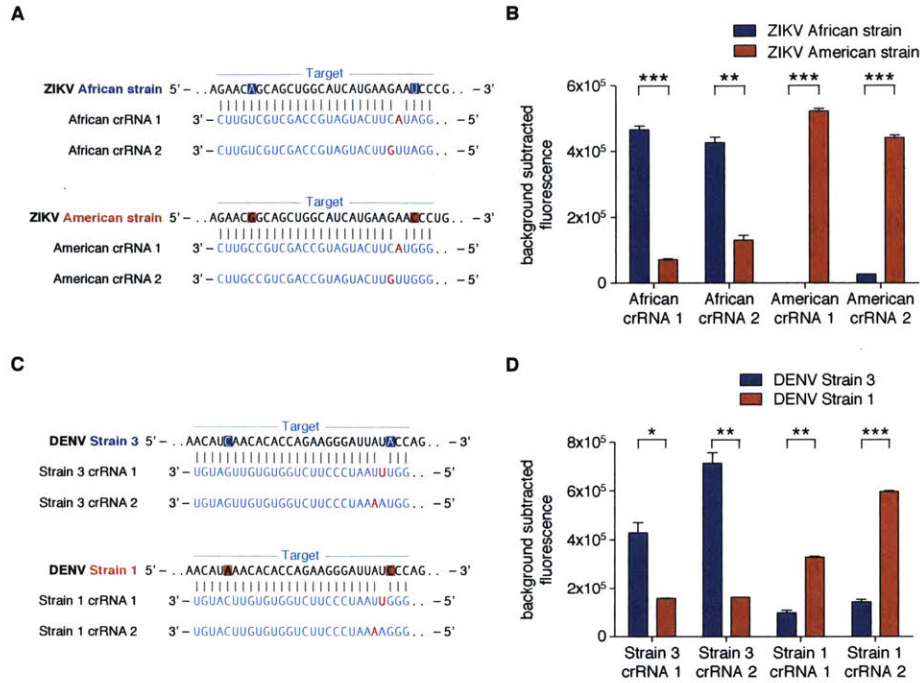 A
Target
ZIKV African strain 5' - ..AGAACAGCAGCUGGCAUCAUGAAGAAUCCCG.. - 3'
African crRNA 1 3' - CUUGUCGUCGACCGUAGUACUUCAUAGG.. - 5'
African crRNA 2 3' - CUUGUCGUCGACCGUAGUACUUGUUAGG.. - 5'
Target
ZIKV American strain 5' - ..AGAACGGCAGCUGGCAUCAUGAAGAACCCUG.. - 3'
American crRNA 1 3' - CUUGCCGUCGACCGUAGUACUUCAUGGG.. - 5'
American crRNA 2 3' - CUUGCCGUCGACCGUAGUACUUGUUGGG.. - 5'
B
ZIKV African strain
ZIKV American strain
*** ** *** ***
background subtracted
fluorescence
6x10⁵
4x10⁵
2x10⁵
0
African African American American
crRNA 1 crRNA 2 crRNA 1 crRNA 2
C
Target
DENV Strain 3 5' - ..AACAUCAACACACCAGAAGGGAUUAUACCAG.. - 3'
Strain 3 crRNA 1 3' - UGUAGUUGUGUGGUCUUCCCUAAUUUGG.. - 5'
Strain 3 crRNA 2 3' - UGUAGUUGUGUGGUCUUCCCUAAAAUGG.. - 5'
Target
DENV Strain 1 5' - ..AACAUAAACACACCAGAAGGGAUUAUCCCAG.. - 3'
Strain 1 crRNA 1 3' - UGUACUUGUGUGGUCUUCCCUAAUUGGG.. - 5'
Strain 1 crRNA 2 3' - UGUACUUGUGUGGUCUUCCCUAAAAGGG.. - 5'
D
DENV Strain 3
DENV Strain 1
* ** ** ***
background subtracted
fluorescence
8x10⁵
6x10⁵
4x10⁵
2x10⁵
0
Strain 3 Strain 3 Strain 1 Strain 1
crRNA 1 crRNA 2 crRNA 1 crRNA 2